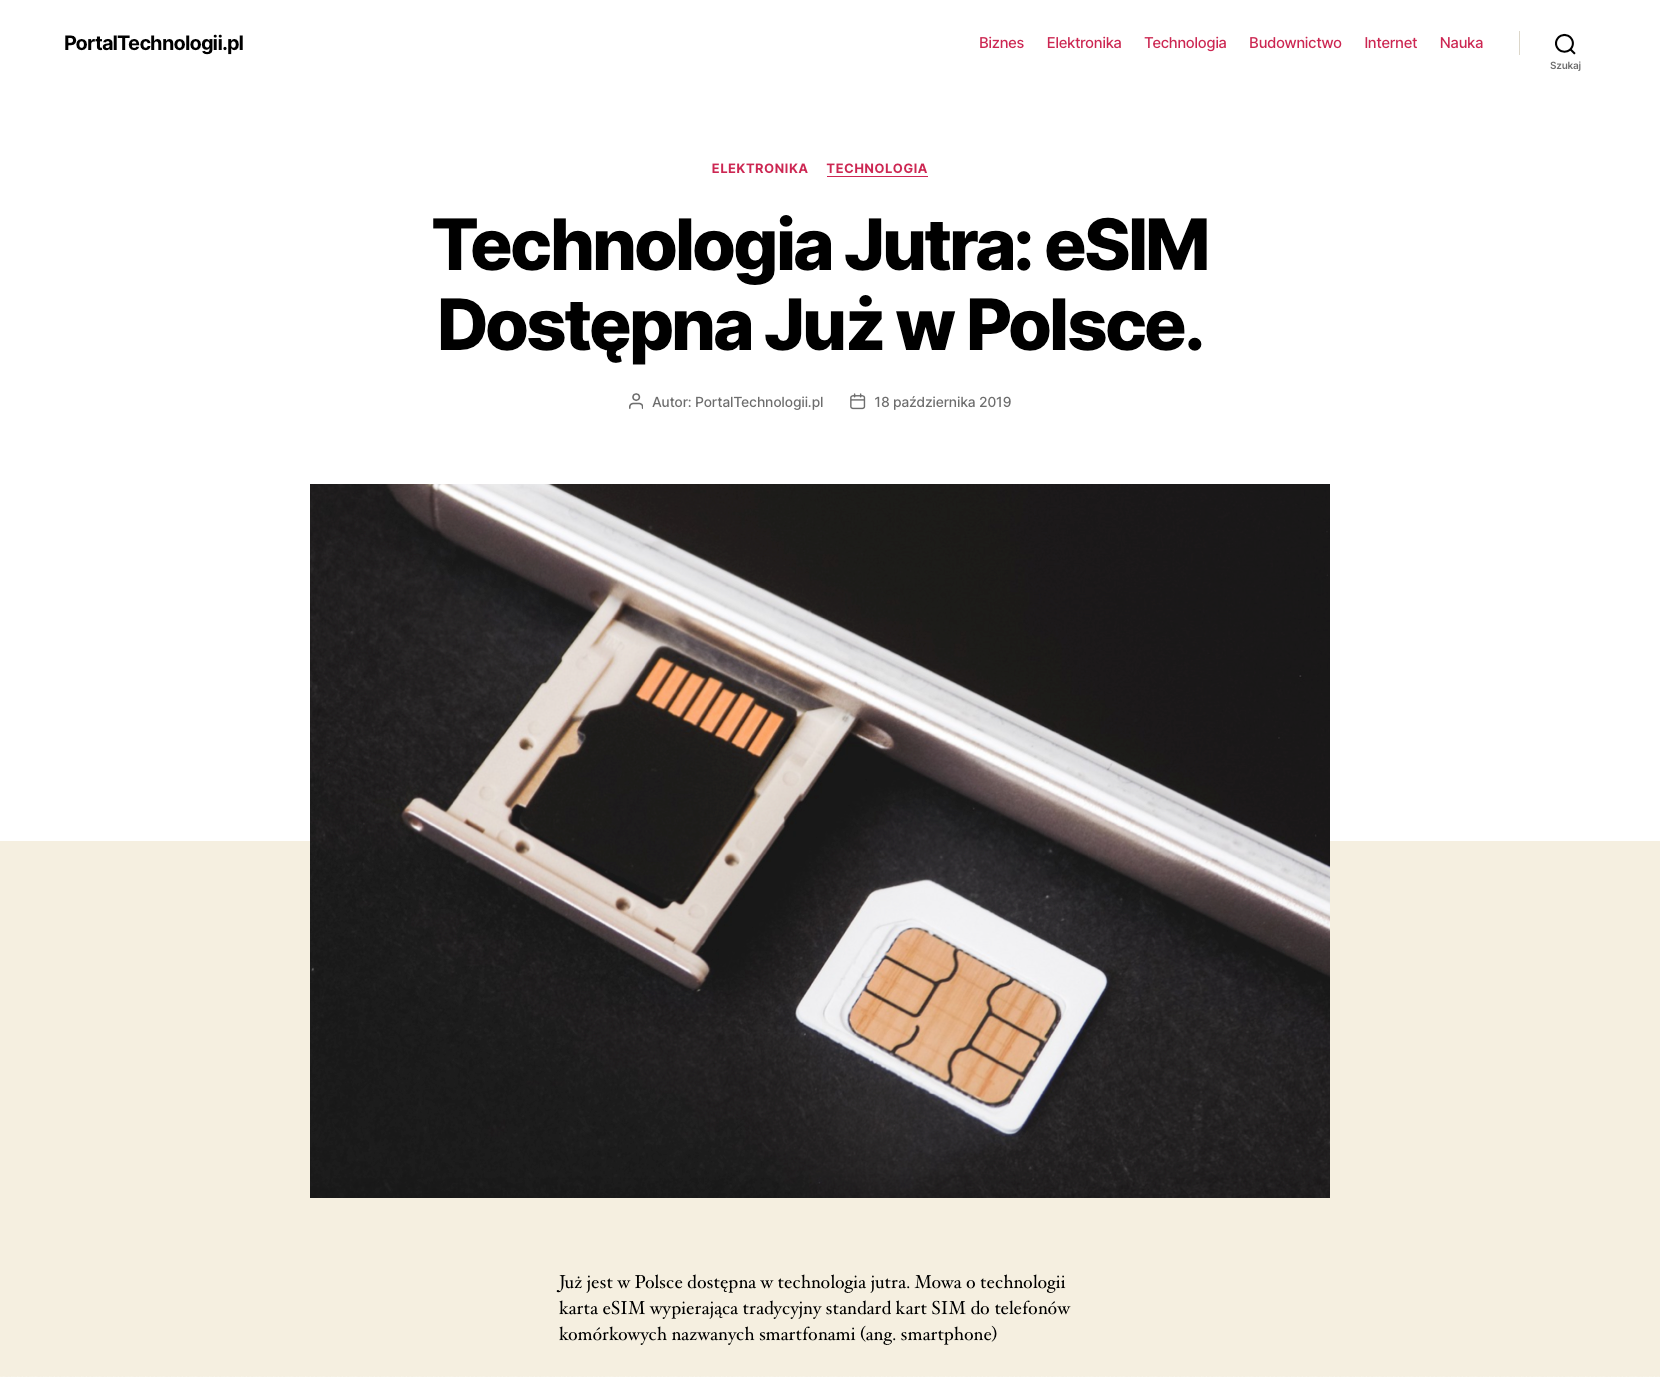 PortalTechnologii.pl
Biznes Elektronika Technologia Budownictwo Internet Nauka
Szukaj
ELEKTRONIKA TECHNOLOGIA
Technologia Jutra: eSIM
Dostępna Już w Polsce.
Autor: PortalTechnologii.pl 18 października 2019
Już jest w Polsce dostępna w technologia jutra. Mowa o technologii
karta eSIM wypierająca tradycyjny standard kart SIM do telefonów
komórkowych nazwanych smartfonami (ang. smartphone)